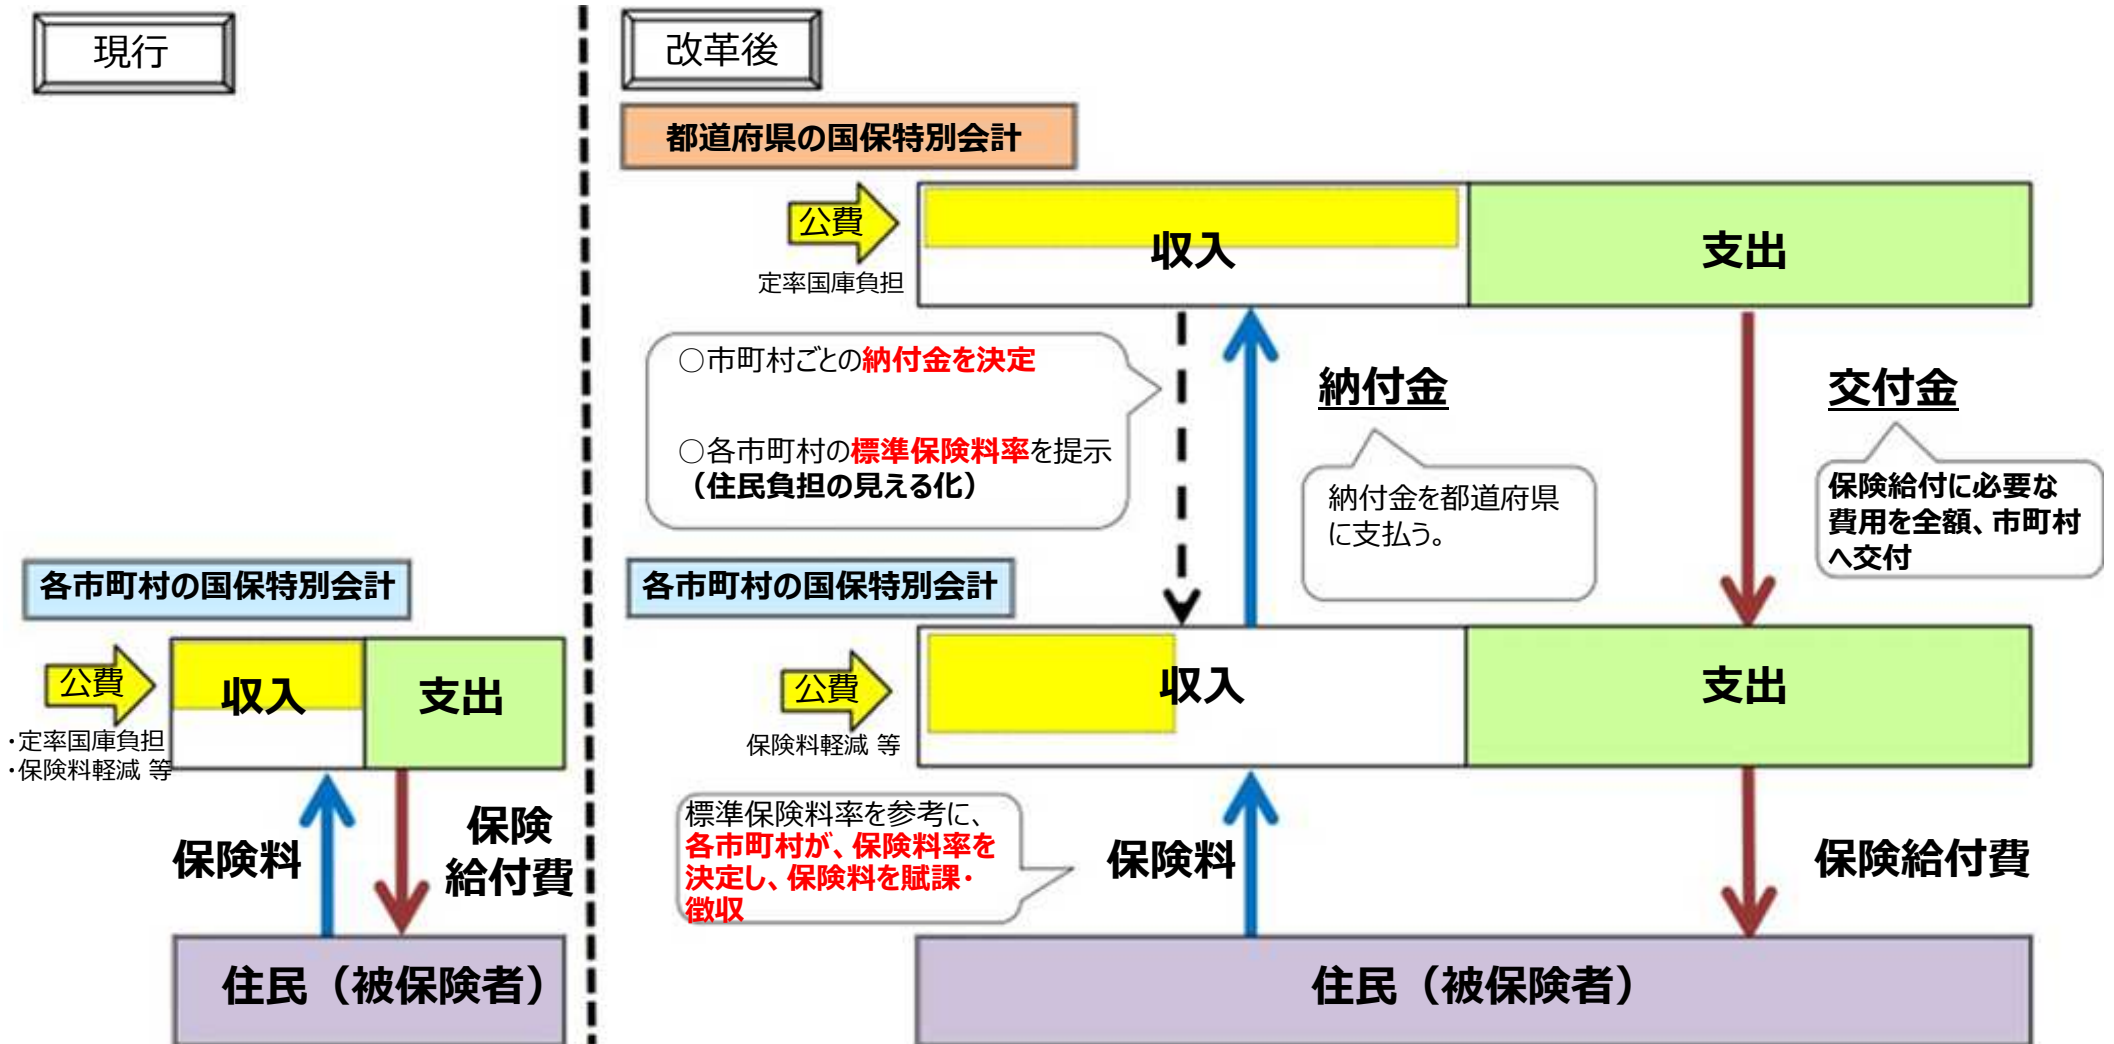 現行
各市町村の国保特別会計
公費
・定率国庫負担
・保険料軽減 等
収入
支出
保険料
保険
給付費
住民（被保険者）
改革後
都道府県の国保特別会計
公費
定率国庫負担
収入
支出
○市町村ごとの納付金を決定
○各市町村の標準保険料率を提示
（住民負担の見える化）
納付金
納付金を都道府県
に支払う。
交付金
保険給付に必要な
費用を全額、市町村
へ交付
各市町村の国保特別会計
公費
保険料軽減 等
収入
支出
標準保険料率を参考に、
各市町村が、保険料率を
決定し、保険料を賦課・
徴収
保険料
保険給付費
住民（被保険者）